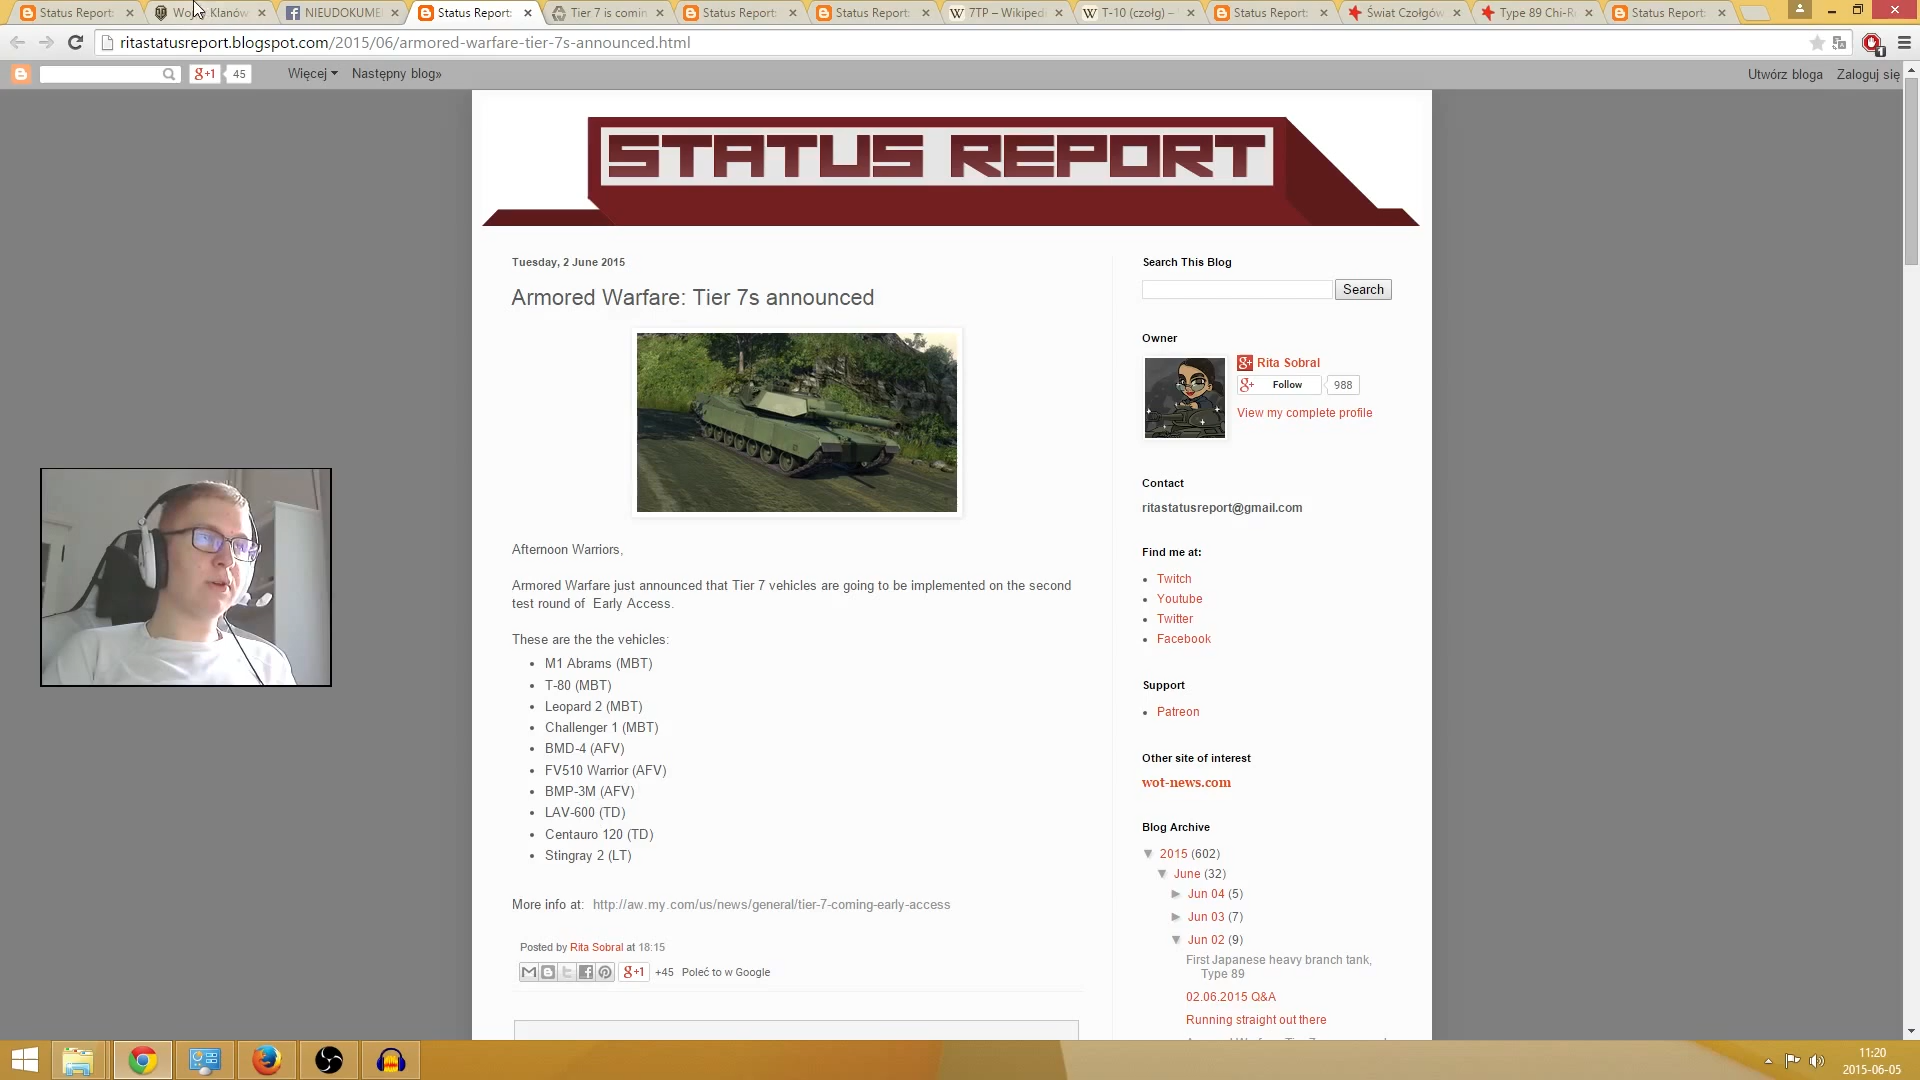 Status Report:
Wojny Klanów
NIEUDOKUME
Status Report:
Tier 7 is comin
Status Report:
Status Report:
7TP – Wikipedi
T-10 (czołg) –
Status Report:
Świat Czołgów
Type 89 Chi-R
Status Report:
ritastatusreport.blogspot.com/2015/06/armored-warfare-tier-7s-announced.html
1
g+1 45 Więcej Następny blog» Utwórz bloga Zaloguj się
STATUS REPORT
Tuesday, 2 June 2015
Armored Warfare: Tier 7s announced
Afternoon Warriors,
Armored Warfare just announced that Tier 7 vehicles are going to be implemented on the second
test round of Early Access.
These are the the vehicles:
M1 Abrams (MBT)
T-80 (MBT)
Leopard 2 (MBT)
Challenger 1 (MBT)
BMD-4 (AFV)
FV510 Warrior (AFV)
BMP-3M (AFV)
LAV-600 (TD)
Centauro 120 (TD)
Stingray 2 (LT)
More info at: http://aw.my.com/us/news/general/tier-7-coming-early-access
Posted by Rita Sobral at 18:15
g+1 +45 Poleć to w Google
Search This Blog
Search
Owner
g+ Rita Sobral
g+ Follow 988
View my complete profile
Contact
ritastatusreport@gmail.com
Find me at:
Twitch
Youtube
Twitter
Facebook
Support
Patreon
Other site of interest
wot-news.com
Blog Archive
▼ 2015 (602)
▼ June (32)
► Jun 04 (5)
► Jun 03 (7)
▼ Jun 02 (9)
First Japanese heavy branch tank,
Type 89
02.06.2015 Q&A
Running straight out there
11:20
2015-06-05